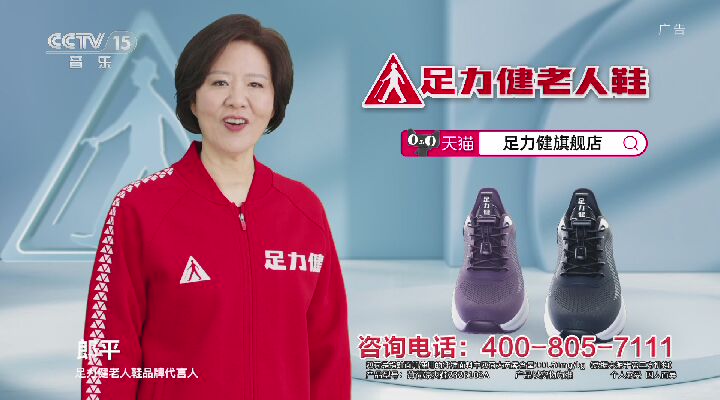 CCTV 15
音乐
广告
足力健老人鞋
天猫 足力健旗舰店
足力健
足力健
足力健
郎平
足力健老人鞋品牌代言人
咨询电话：400-805-7111